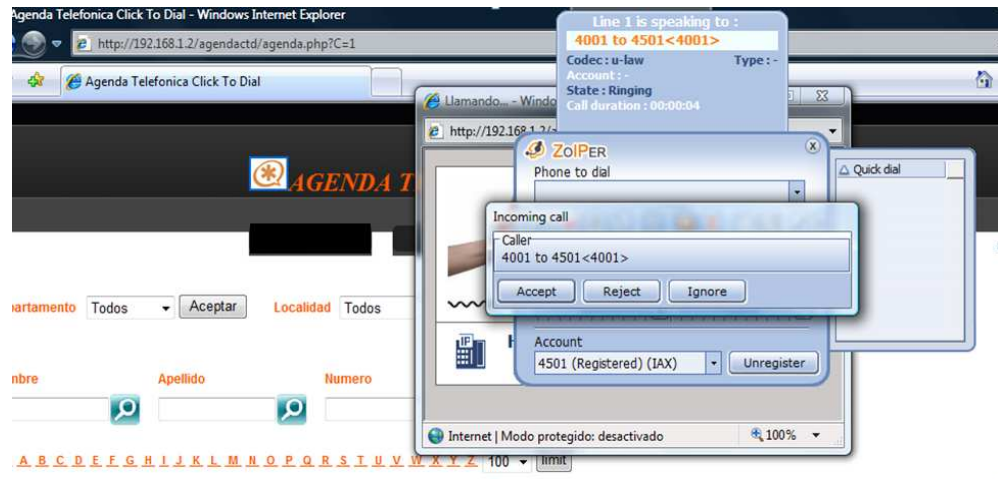 Agenda Telefonica Click To Dial - Windows Internet Explorer
http://192.168.1.2/agendactd/agenda.php?C=1
Agenda Telefonica Click To Dial
Line 1 is speaking to :
4001 to 4501<4001>
Codec : u-law Type : -
Account : -
State : Ringing
Call duration : 00:00:04
Llamando... - Windo
http://192.168.1.2/a
AGENDA T
ZOIPER
Phone to dial
Quick dial
Incoming call
Caller
4001 to 4501<4001>
Accept Reject Ignore
partamento Todos Aceptar Localidad Todos
Account
4501 (Registered) (IAX) Unregister
mbre Apellido Numero
Internet | Modo protegido: desactivado 100%
A B C D E F G H I J K L M N O P Q R S T U V W X Y Z 100 limit